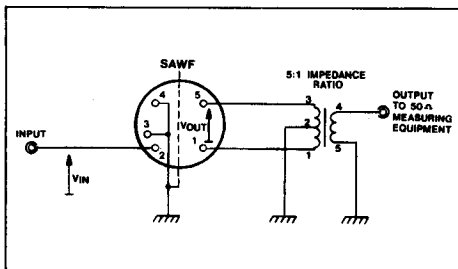 SAWF
5:1 IMPEDANCE
RATIO
4
5
3
4
OUTPUT
TO 50Ω
MEASURING
EQUIPMENT
INPUT
3
VOUT
2
2
1
1
5
VIN